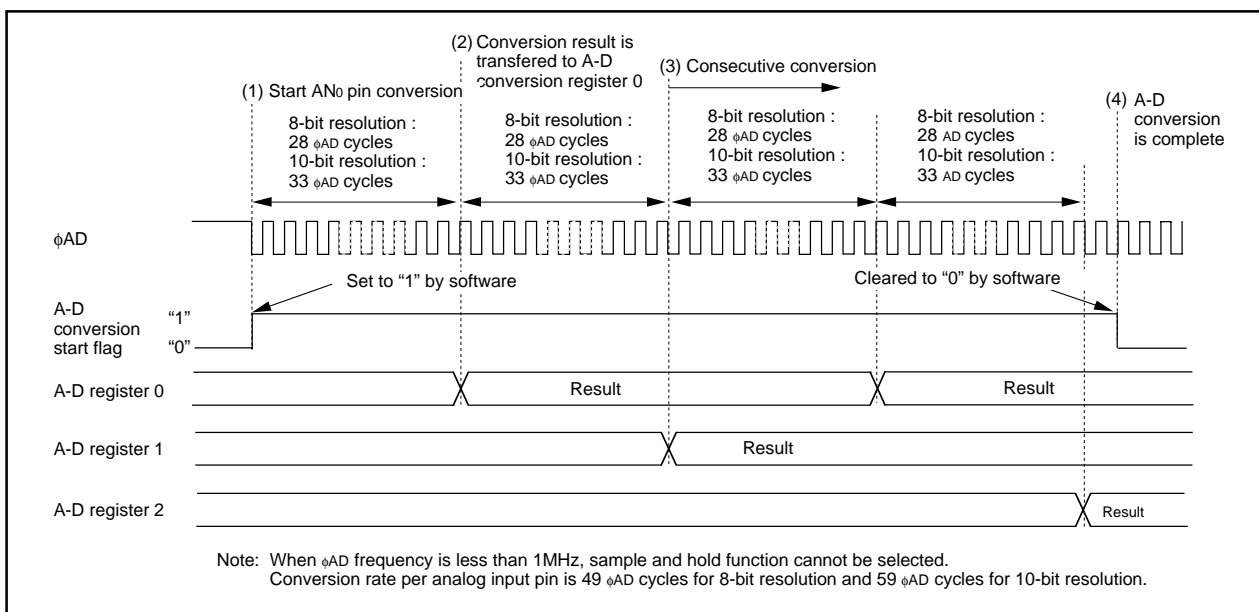 (1) Start AN0 pin conversion
(2) Conversion result is
transfered to A-D
conversion register 0
(3) Consecutive conversion
(4) A-D
conversion
is complete
8-bit resolution :
28 φAD cycles
10-bit resolution :
33 φAD cycles
8-bit resolution :
28 φAD cycles
10-bit resolution :
33 φAD cycles
8-bit resolution :
28 φAD cycles
10-bit resolution :
33 φAD cycles
8-bit resolution :
28 AD cycles
10-bit resolution :
33 AD cycles
φAD
Set to “1” by software
Cleared to “0” by software
A-D
conversion
start flag
“1”
“0”
A-D register 0
Result
Result
A-D register 1
Result
A-D register 2
Result
Note: When φAD frequency is less than 1MHz, sample and hold function cannot be selected.
Conversion rate per analog input pin is 49 φAD cycles for 8-bit resolution and 59 φAD cycles for 10-bit resolution.